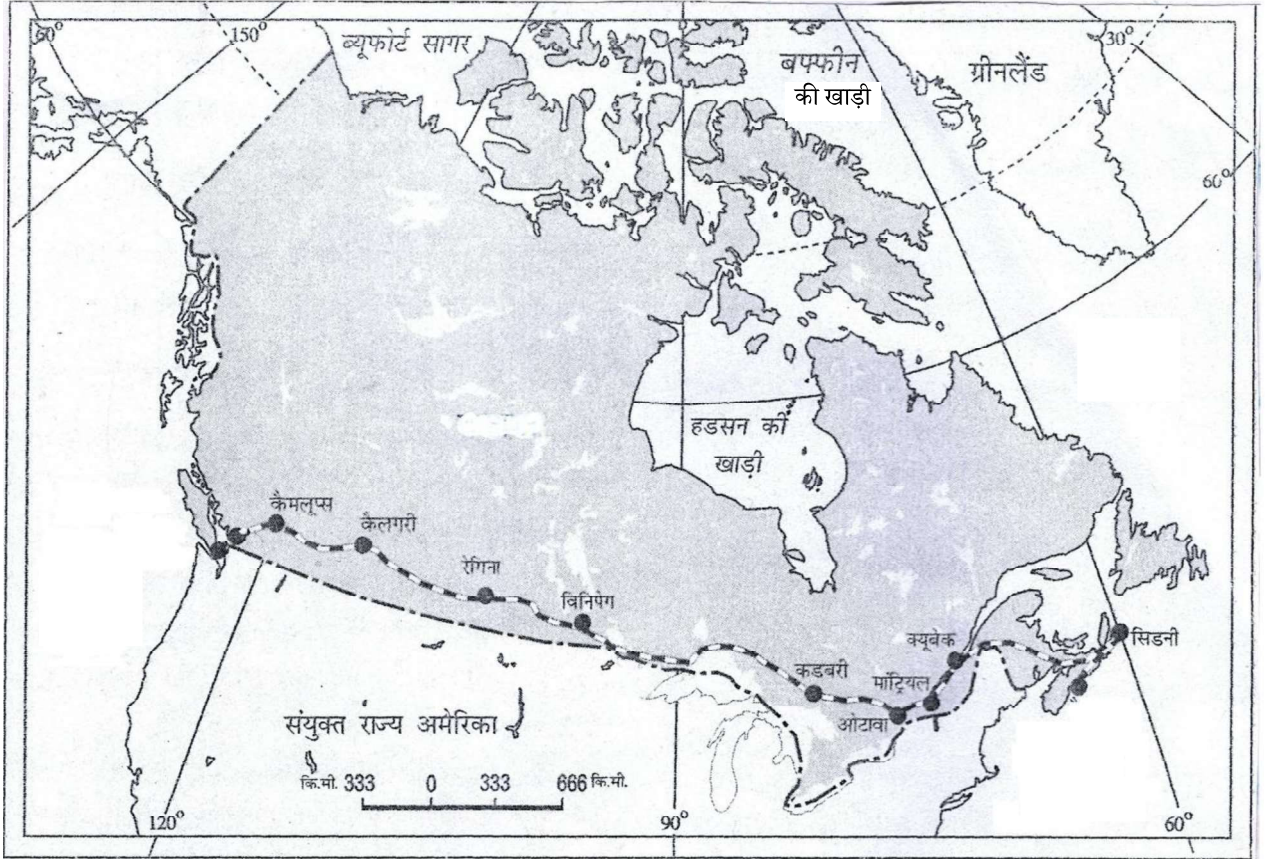 60°
150°
ब्यूफोर्ट सागर
बफ्फीन
की खाड़ी
ग्रीनलैंड
30°
60°
हडसन की
खाड़ी
कैमलूप्स
कैलगरी
रेगिना
विनिपेग
कडबरी
ओटावा
मांट्रियल
क्यूबेक
सिडनी
संयुक्त राज्य अमेरिका
कि.मी. 333 0 333 666 कि.मी.
120°
90°
60°